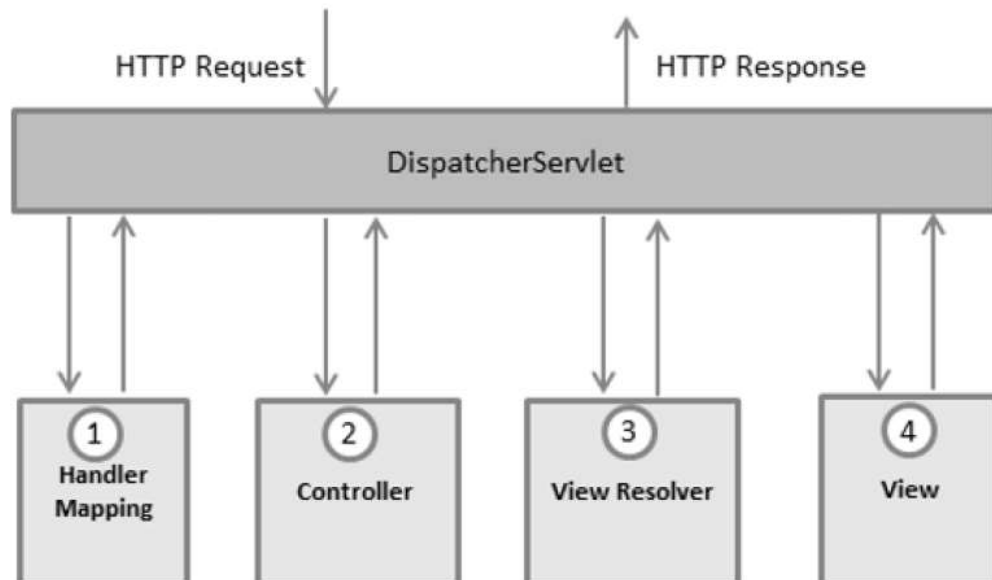 HTTP Request
HTTP Response
DispatcherServlet
1
Handler
Mapping
2
Controller
3
View Resolver
4
View